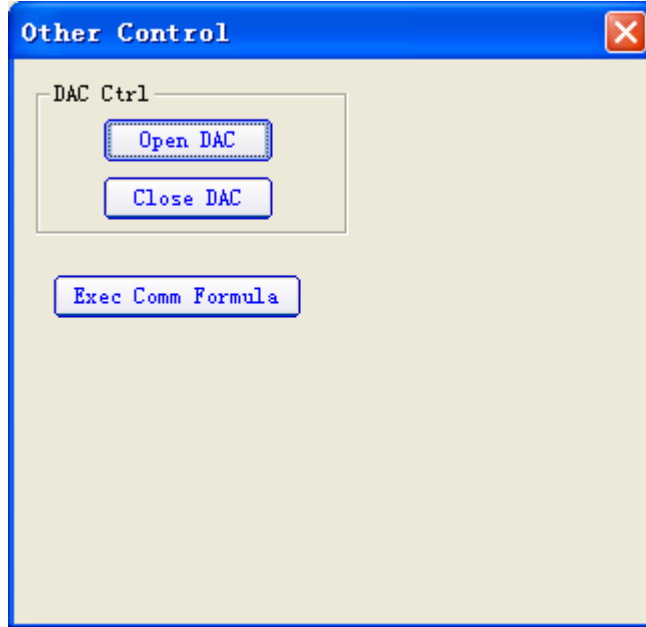 Other Control
DAC Ctrl
Open DAC
Close DAC
Exec Comm Formula